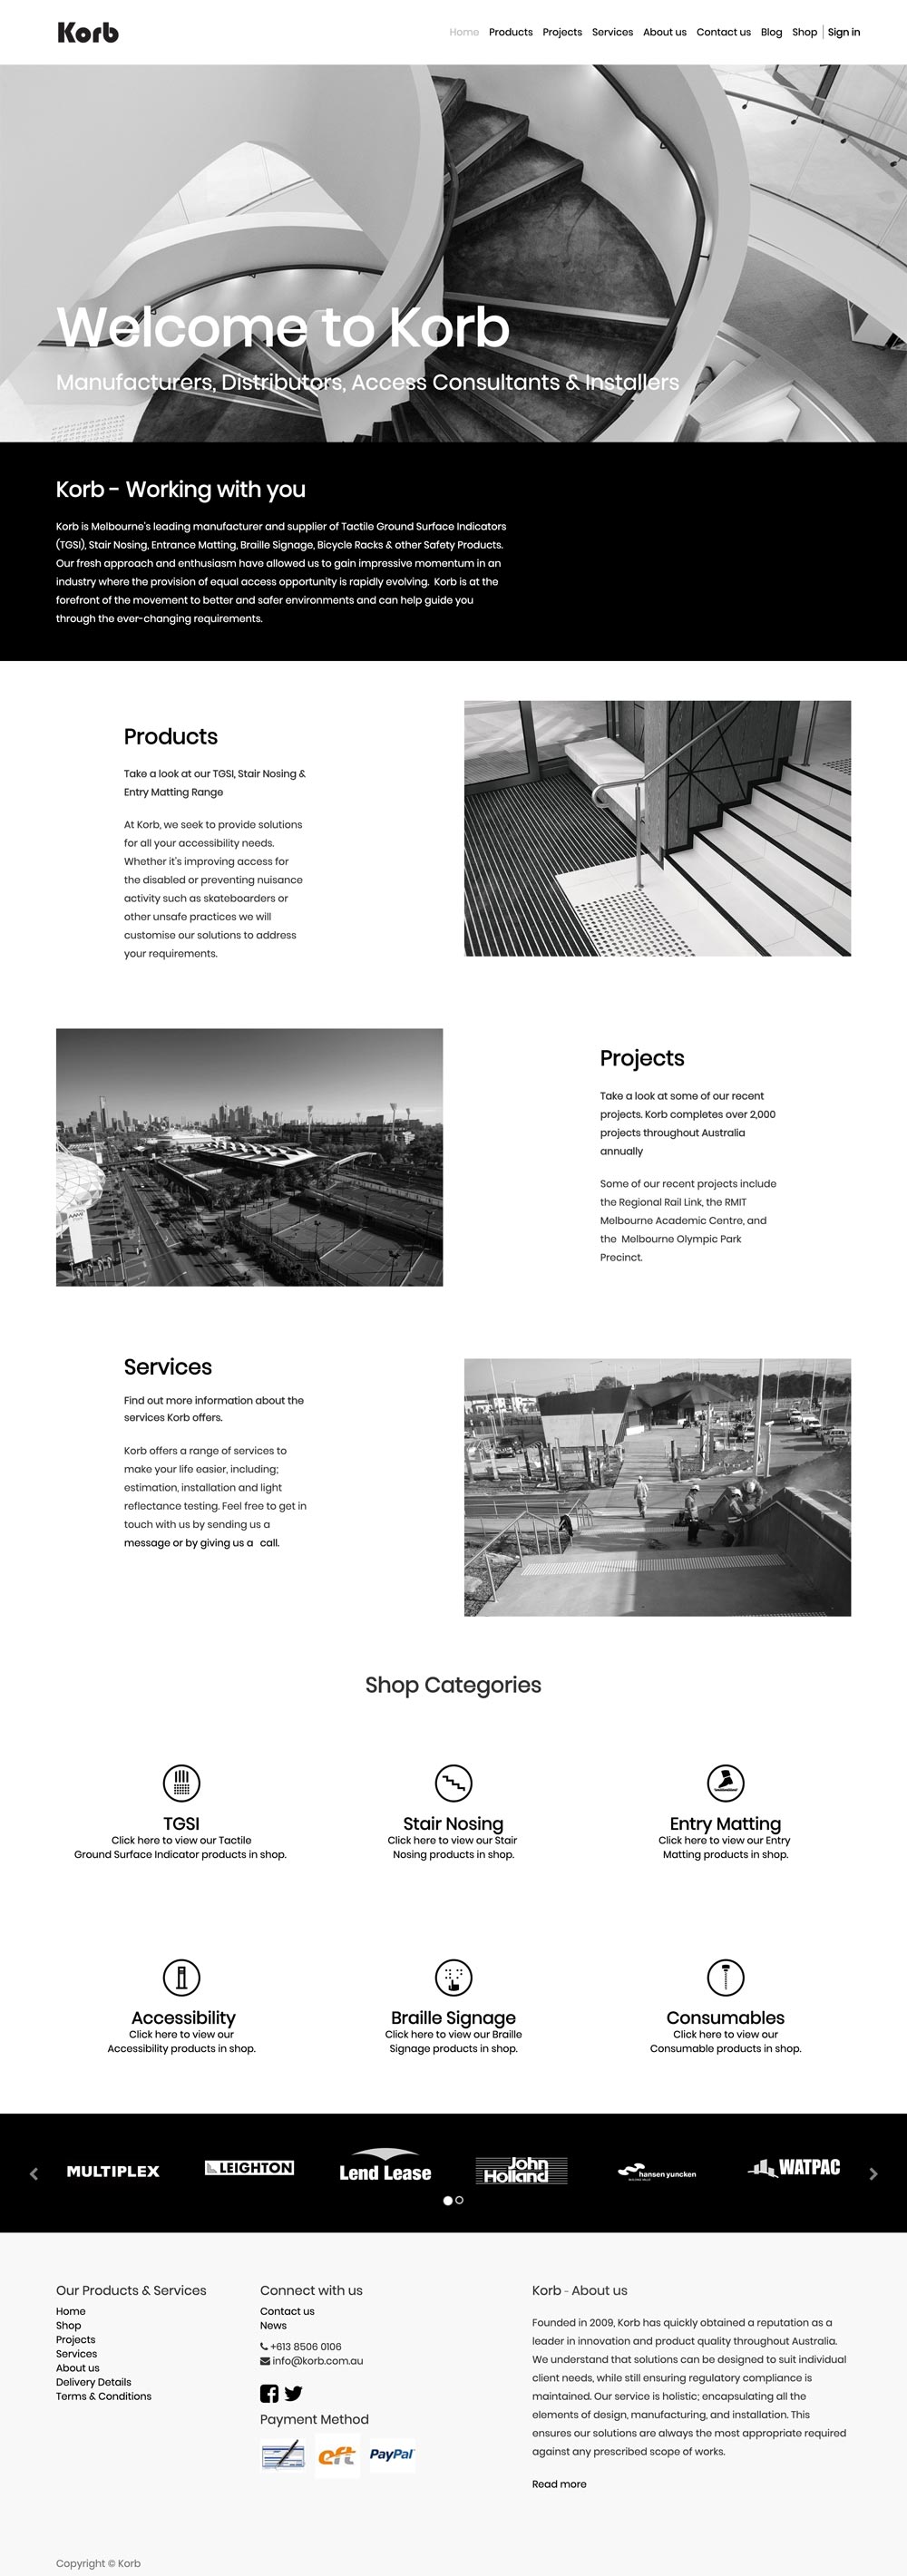 Korb
Home Products Projects Services About us Contact us Blog Shop Sign in
Welcome to Korb
Manufacturers, Distributors, Access Consultants & Installers
Korb - Working with you
Korb is Melbourne's leading manufacturer and supplier of Tactile Ground Surface Indicators
(TGSI), Stair Nosing, Entrance Matting, Braille Signage, Bicycle Racks & other Safety Products.
Our fresh approach and enthusiasm have allowed us to gain impressive momentum in an
industry where the provision of equal access opportunity is rapidly evolving. Korb is at the
forefront of the movement to better and safer environments and can help guide you
through the ever-changing requirements.
Products
Take a look at our TGSI, Stair Nosing &
Entry Matting Range
At Korb, we seek to provide solutions
for all your accessibility needs.
Whether it's improving access for
the disabled or preventing nuisance
activity such as skateboarders or
other unsafe practices we will
customise our solutions to address
your requirements.
Projects
Take a look at some of our recent
projects. Korb completes over 2,000
projects throughout Australia
annually
Some of our recent projects include
the Regional Rail Link, the RMIT
Melbourne Academic Centre, and
the Melbourne Olympic Park
Precinct.
Services
Find out more information about the
services Korb offers.
Korb offers a range of services to
make your life easier, including;
estimation, installation and light
reflectance testing. Feel free to get in
touch with us by sending us a
message or by giving us a call.
Shop Categories
TGSI
Click here to view our Tactile
Ground Surface Indicator products in shop.
Stair Nosing
Click here to view our Stair
Nosing products in shop.
Entry Matting
Click here to view our Entry
Matting products in shop.
Accessibility
Click here to view our
Accessibility products in shop.
Braille Signage
Click here to view our Braille
Signage products in shop.
Consumables
Click here to view our
Consumable products in shop.
MULTIPLEX
LEIGHTON
Lend Lease
John
Holland
hansen yuncken
WATPAC
Our Products & Services
Home
Shop
Projects
Services
About us
Delivery Details
Terms & Conditions
Connect with us
Contact us
News
+613 8506 0106
info@korb.com.au
Payment Method
eft
PayPal
Korb - About us
Founded in 2009, Korb has quickly obtained a reputation as a
leader in innovation and product quality throughout Australia.
We understand that solutions can be designed to suit individual
client needs, while still ensuring regulatory compliance is
maintained. Our service is holistic; encapsulating all the
elements of design, manufacturing, and installation. This
ensures our solutions are always the most appropriate required
against any prescribed scope of works.
Read more
Copyright © Korb